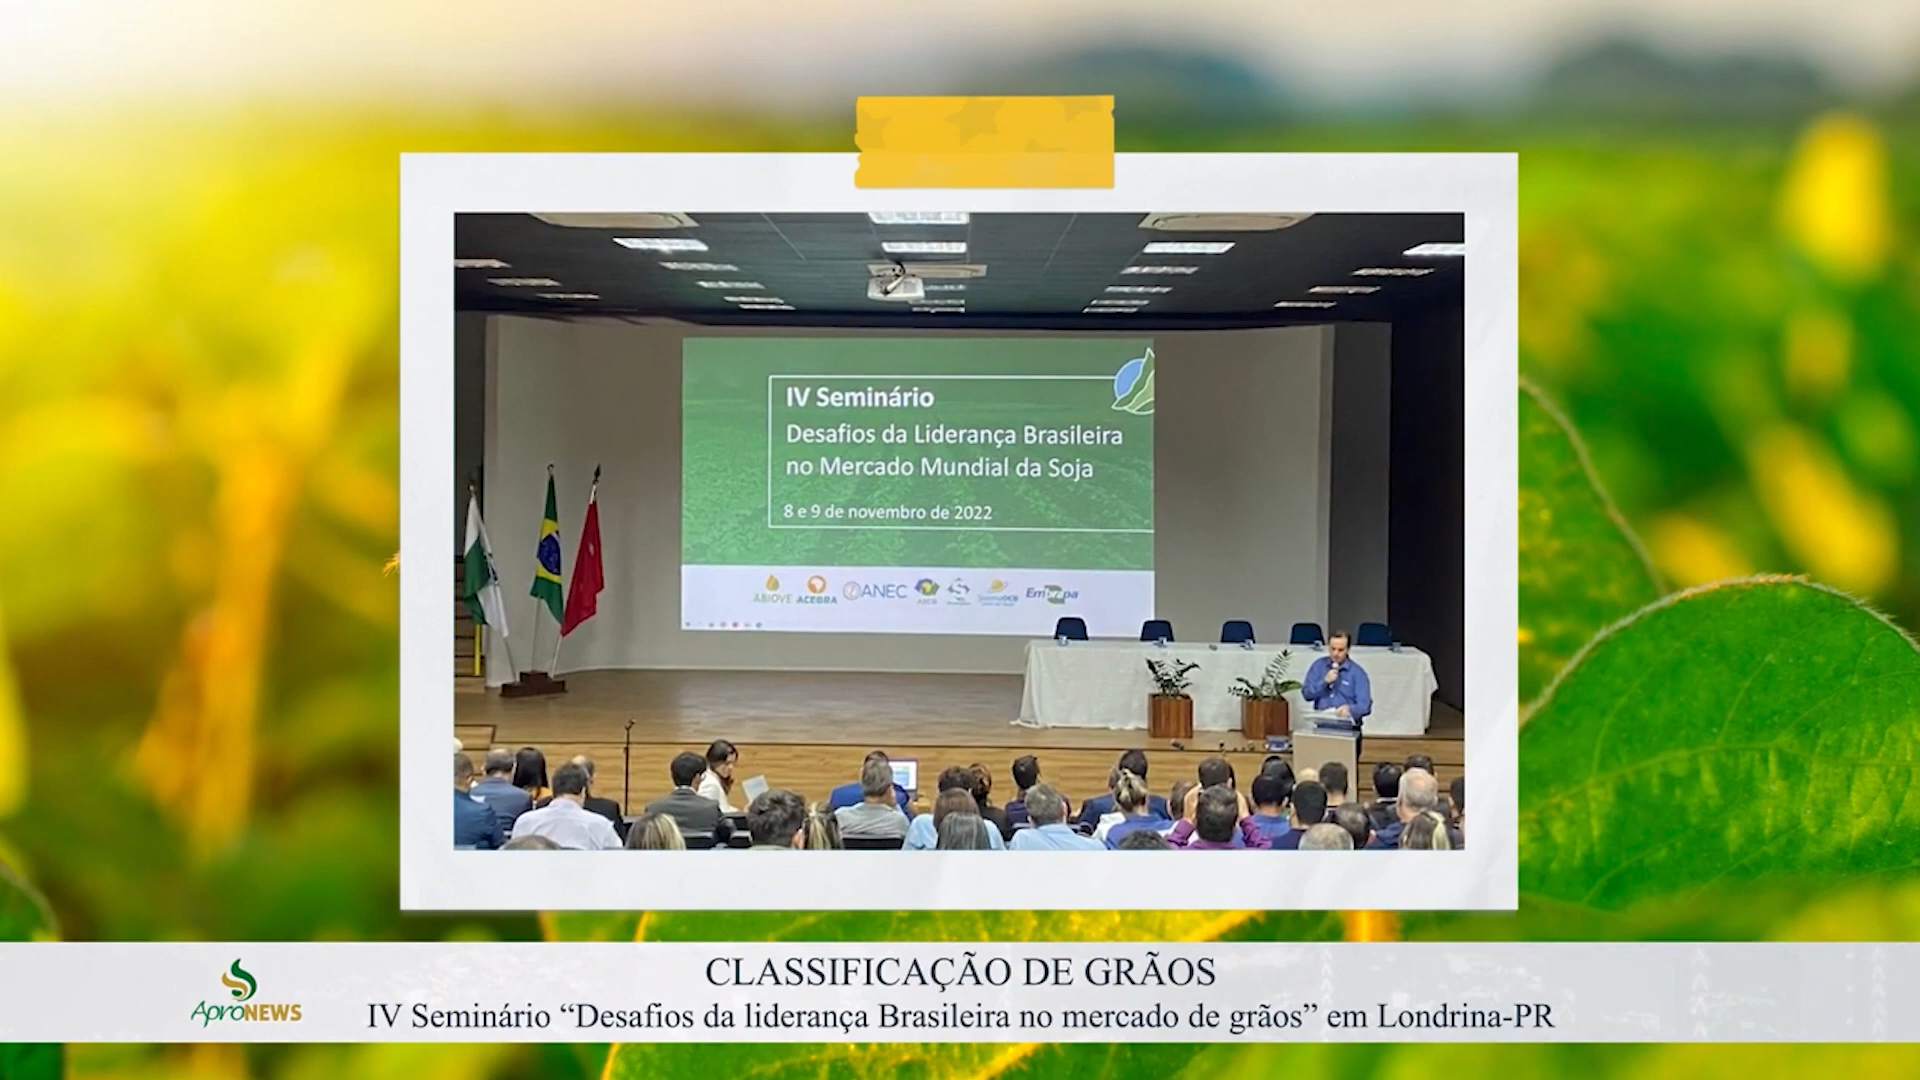 IV Seminário
Desafios da Liderança Brasileira
no Mercado Mundial da Soja
8 e 9 de novembro de 2022
ABIOVE ACEBRA ANEC Embrapa
CLASSIFICAÇÃO DE GRÃOS
AproNEWS
IV Seminário “Desafios da liderança Brasileira no mercado de grãos” em Londrina-PR